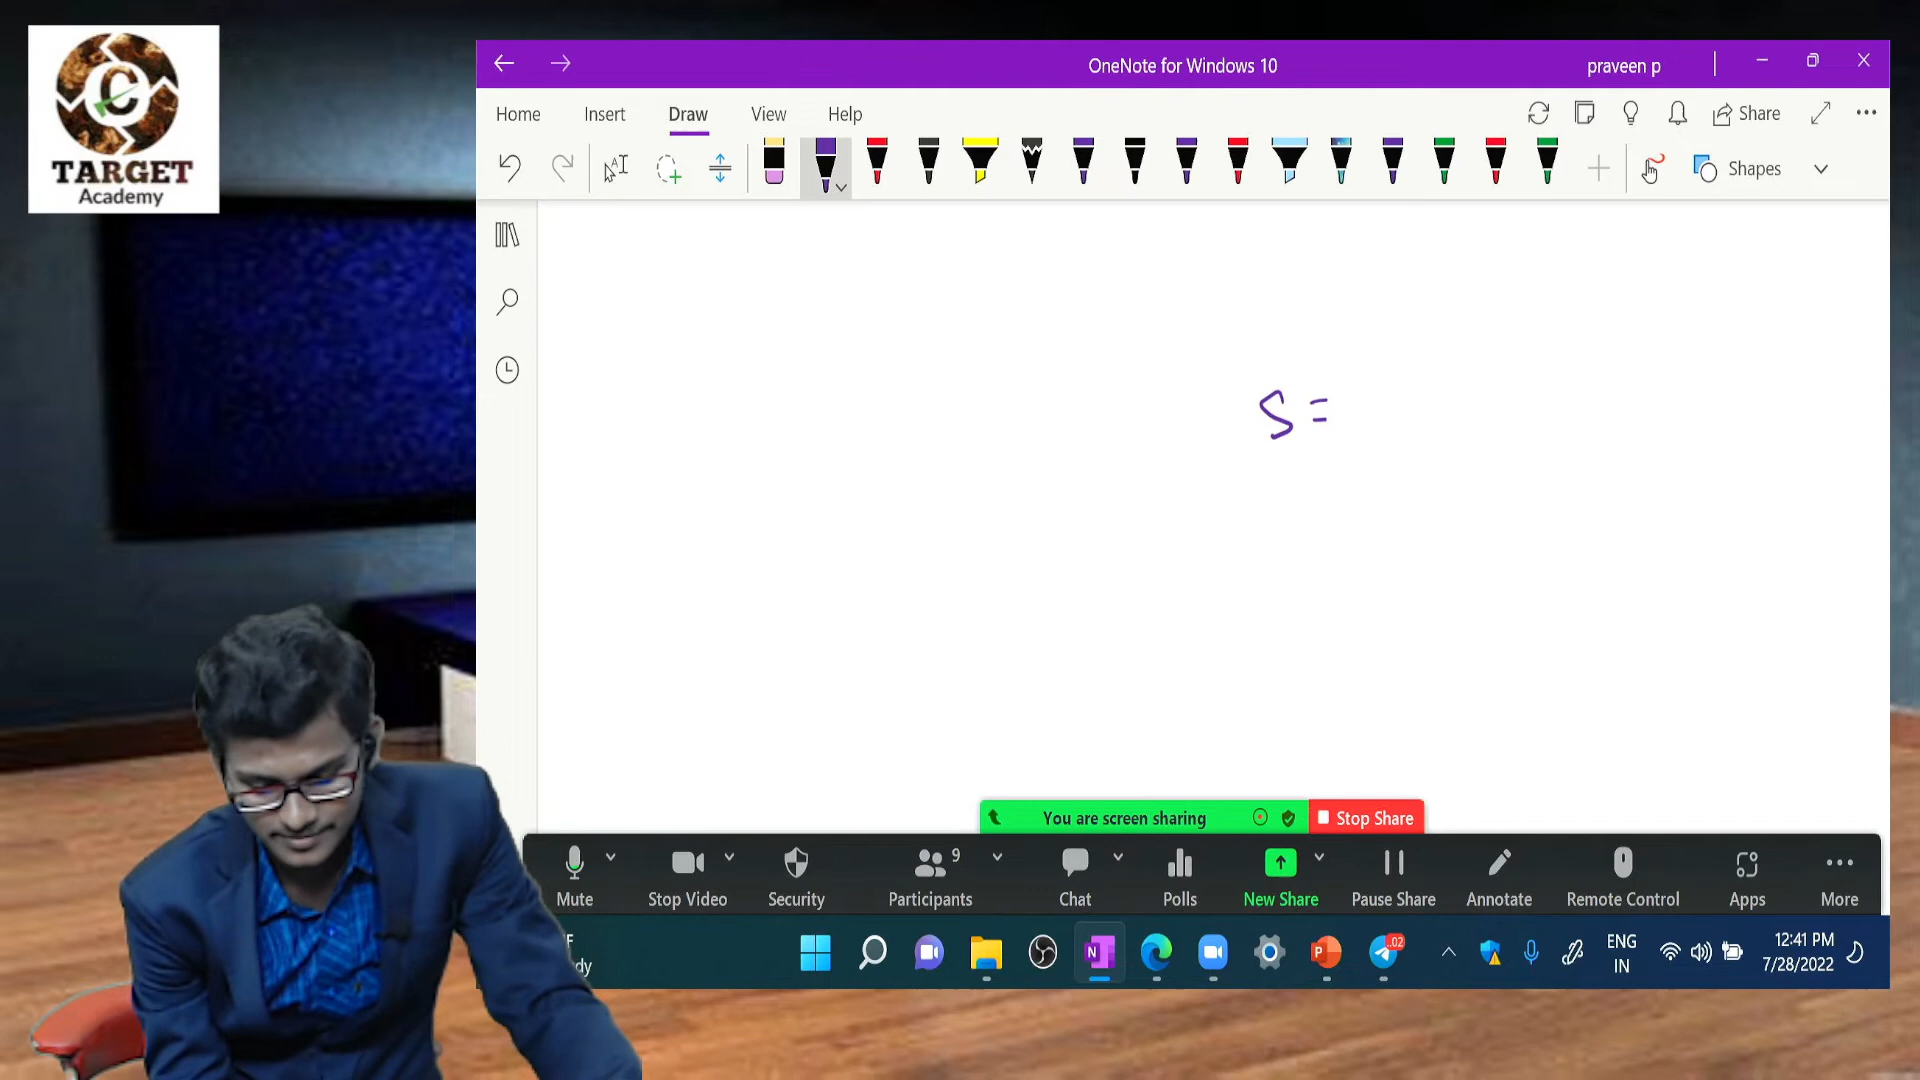 C
TARGET
Academy
OneNote for Windows 10
praveen p
Home Insert Draw View Help
Share
Shapes
S =
You are screen sharing
Stop Share
9
Mute Stop Video Security Participants Chat Polls New Share Pause Share Annotate Remote Control Apps More
ENG
IN
12:41 PM
7/28/2022